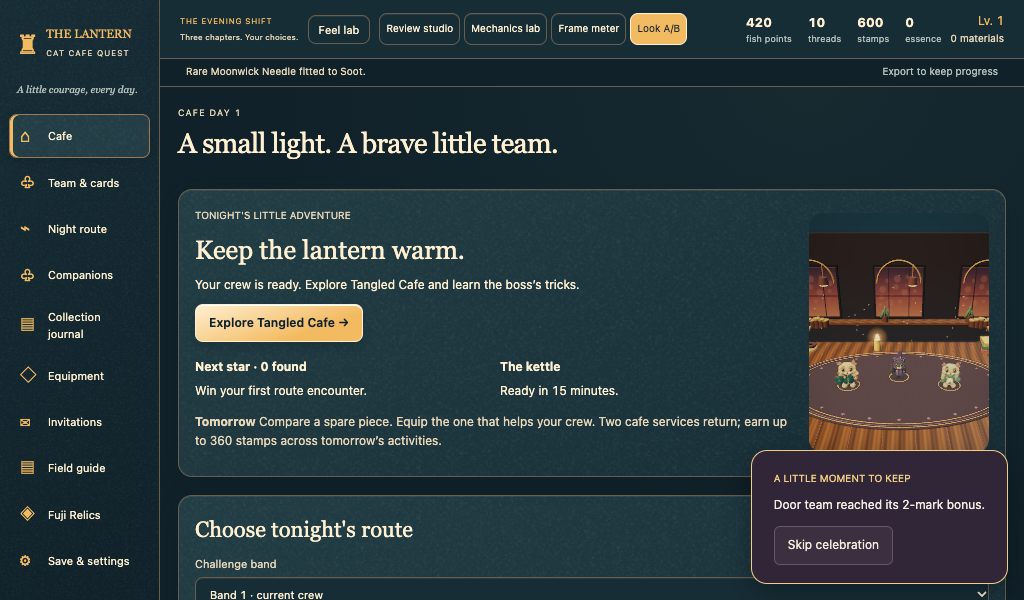 THE LANTERN
CAT CAFE QUEST
A little courage, every day.
Cafe
Team & cards
Night route
Companions
Collection
journal
Equipment
Invitations
Field guide
Fuji Relics
Save & settings
THE EVENING SHIFT
Three chapters. Your choices.
Feel lab
Review studio
Mechanics lab
Frame meter
Look A/B
420
fish points
10
threads
600
stamps
0
essence
Lv. 1
0 materials
Rare Moonwick Needle fitted to Soot.
Export to keep progress
CAFE DAY 1
A small light. A brave little team.
TONIGHT'S LITTLE ADVENTURE
Keep the lantern warm.
Your crew is ready. Explore Tangled Cafe and learn the boss's tricks.
Explore Tangled Cafe →
Next star · 0 found
Win your first route encounter.
The kettle
Ready in 15 minutes.
Tomorrow Compare a spare piece. Equip the one that helps your crew. Two cafe services return; earn up
to 360 stamps across tomorrow's activities.
Choose tonight's route
Challenge band
Band 1 · current crew
A LITTLE MOMENT TO KEEP
Door team reached its 2-mark bonus.
Skip celebration